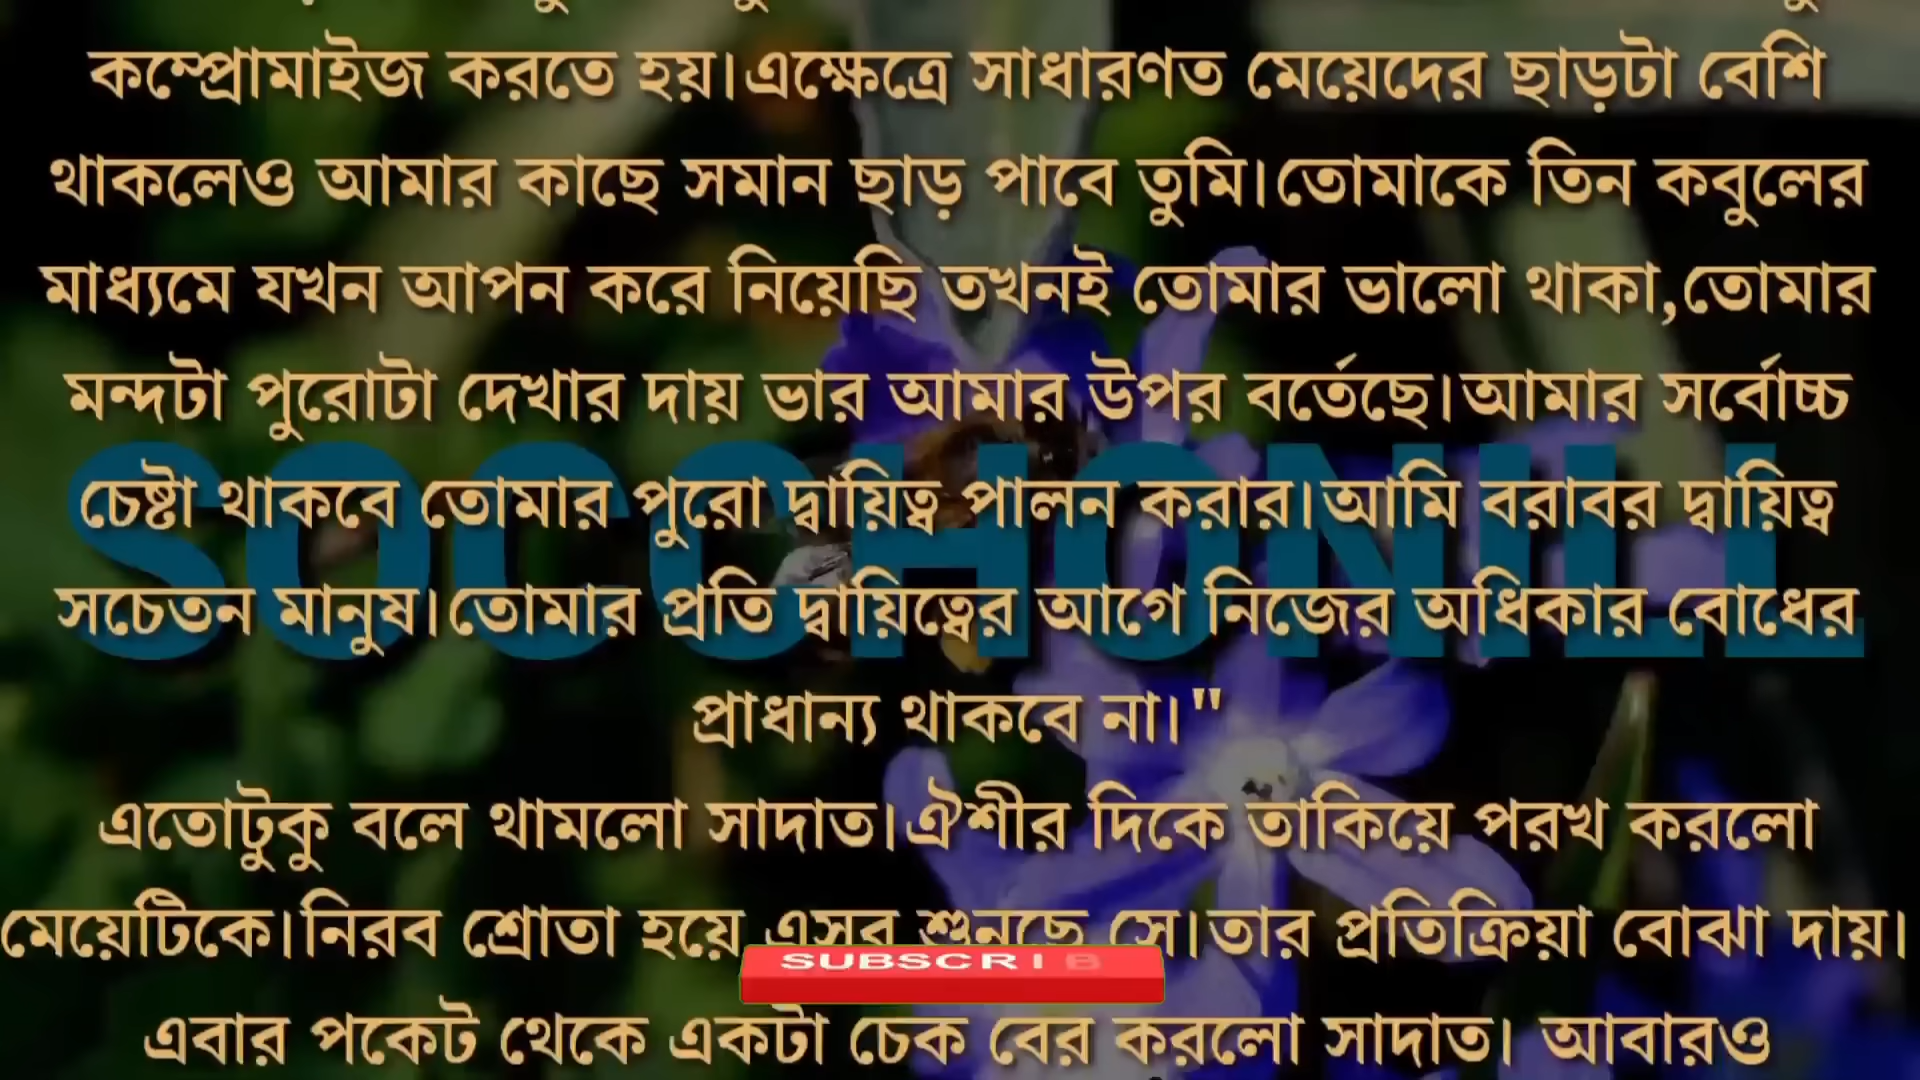 কম্প্রোমাইজ করতে হয়।এক্ষেত্রে সাধারণত মেয়েদের ছাড়টা বেশি
থাকলেও আমার কাছে সমান ছাড় পাবে তুমি।তোমাকে তিন কবুলের
মাধ্যমে যখন আপন করে নিয়েছি তখনই তোমার ভালো থাকা,তোমার
মন্দটা পুরোটা দেখার দায় ভার আমার উপর বর্তেছে।আমার সর্বোচ্চ
চেষ্টা থাকবে তোমার পুরো দ্বায়িত্ব পালন করার।আমি বরাবর দ্বায়িত্ব
SOCCHONILI
সচেতন মানুষ।তোমার প্রতি দ্বায়িত্বের আগে নিজের অধিকার বোধের
প্রাধান্য থাকবে না।"
এতোটুকু বলে থামলো সাদাত।ঐশীর দিকে তাকিয়ে পরখ করলো
মেয়েটিকে।নিরব শ্রোতা হয়ে এসব শুনছে সে।তার প্রতিক্রিয়া বোঝা দায়।
SUBSCRIB
এবার পকেট থেকে একটা চেক বের করলো সাদাত। আবারও